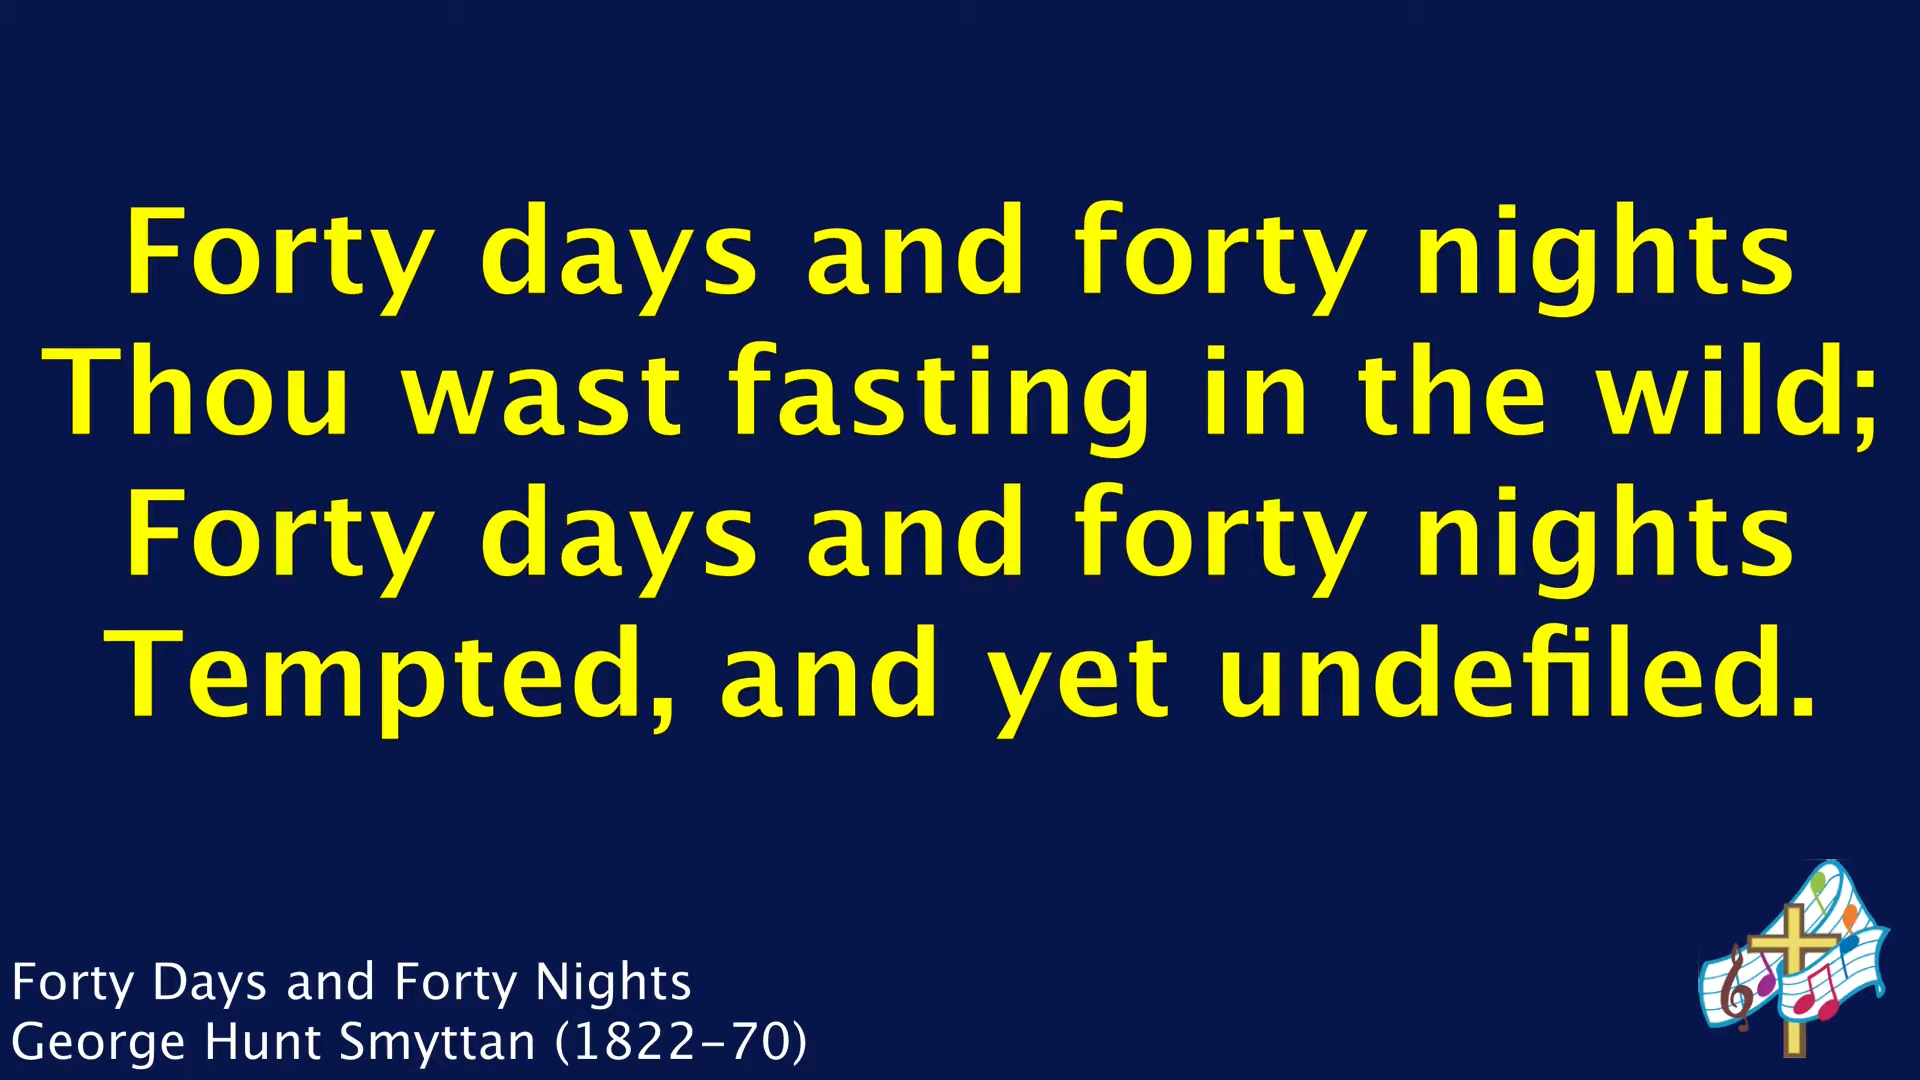 Forty days and forty nights
Thou wast fasting in the wild;
Forty days and forty nights
Tempted, and yet undefiled.
Forty Days and Forty Nights
George Hunt Smyttan (1822-70)